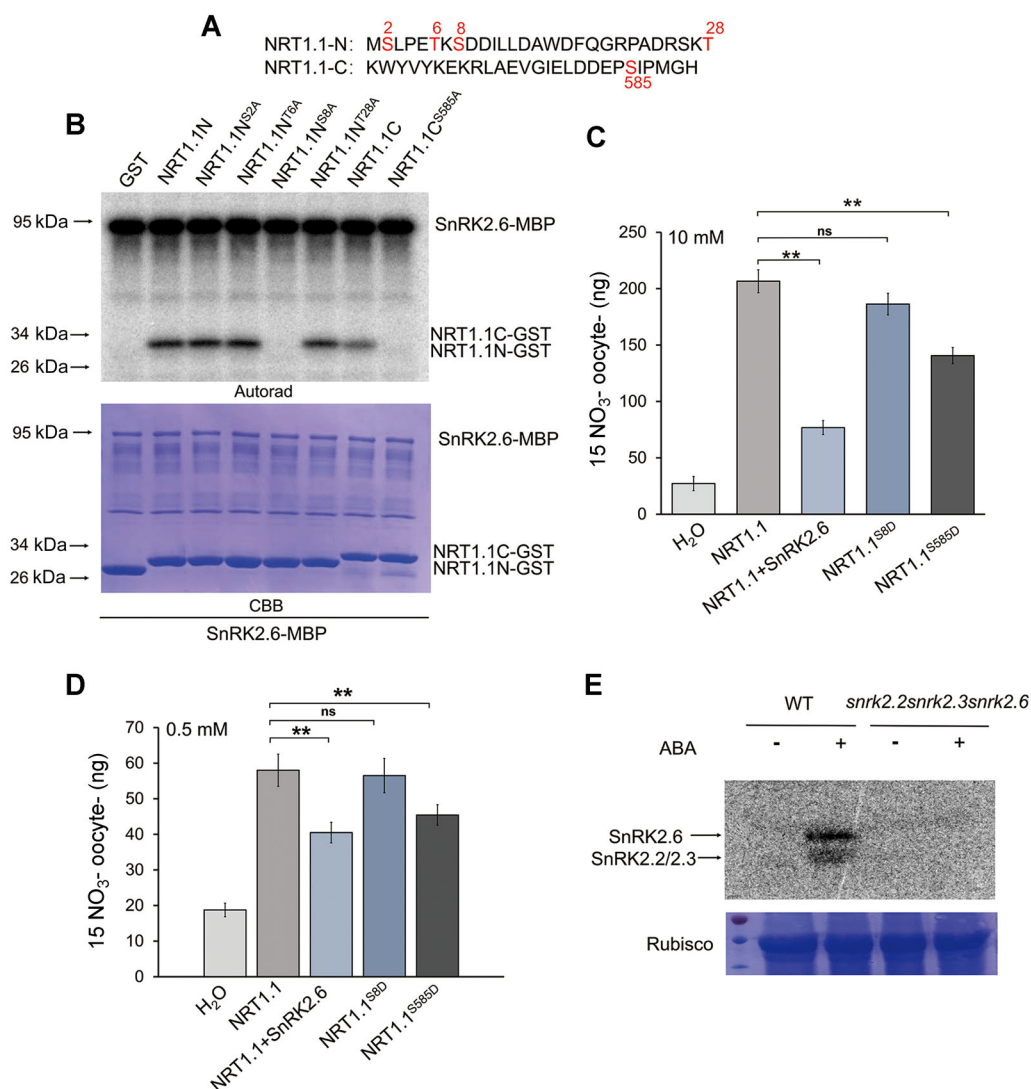 A
2 6 8 28
NRT1.1-N: MSLPETKSDDILLDAWDFQGRPADRSKT
NRT1.1-C: KWYVYKEKRLAEVGIELDDEPSIPMGH
585
B
GST
NRT1.1N
NRT1.1N^S2A
NRT1.1N^T6A
NRT1.1N^S8A
NRT1.1N^T28A
NRT1.1C
NRT1.1C^S585A
95 kDa
SnRK2.6-MBP
34 kDa
NRT1.1C-GST
NRT1.1N-GST
26 kDa
Autorad
95 kDa
SnRK2.6-MBP
34 kDa
NRT1.1C-GST
NRT1.1N-GST
26 kDa
CBB
SnRK2.6-MBP
C
**
ns
**
10 mM
250
200
150
100
50
0
15 NO3- oocyte- (ng)
H2O
NRT1.1
NRT1.1+SnRK2.6
NRT1.1^S8D
NRT1.1^S585D
D
**
ns
**
0.5 mM
70
60
50
40
30
20
10
0
15 NO3- oocyte- (ng)
H2O
NRT1.1
NRT1.1+SnRK2.6
NRT1.1^S8D
NRT1.1^S585D
E
WT snrk2.2snrk2.3snrk2.6
ABA - + - +
SnRK2.6
SnRK2.2/2.3
Rubisco